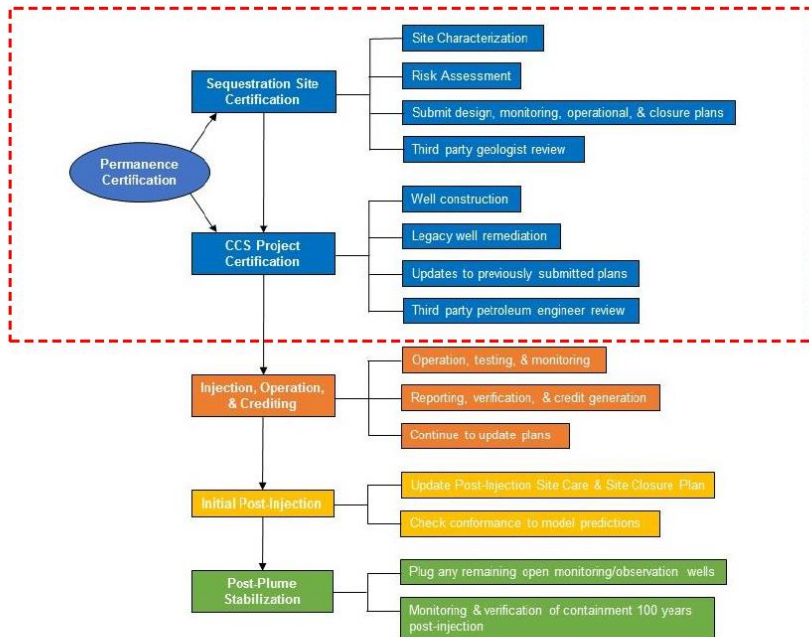 Permanence
Certification
Sequestration Site
Certification
Site Characterization
Risk Assessment
Submit design, monitoring, operational, & closure plans
Third party geologist review
CCS Project
Certification
Well construction
Legacy well remediation
Updates to previously submitted plans
Third party petroleum engineer review
Injection, Operation,
& Crediting
Operation, testing, & monitoring
Reporting, verification, & credit generation
Continue to update plans
Initial Post-Injection
Update Post-Injection Site Care & Site Closure Plan
Check conformance to model predictions
Post-Plume
Stabilization
Plug any remaining open monitoring/observation wells
Monitoring & verification of containment 100 years
post-injection